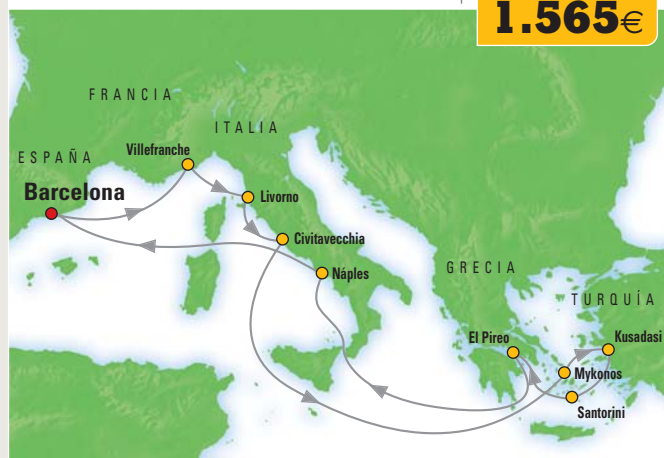 1.565€
FRANCIA
ITALIA
Villefranche
ESPAÑA
Barcelona
Livorno
Civitavecchia
Náples
GRECIA
TURQUÍA
El Pireo
Kusadasi
Mykonos
Santorini